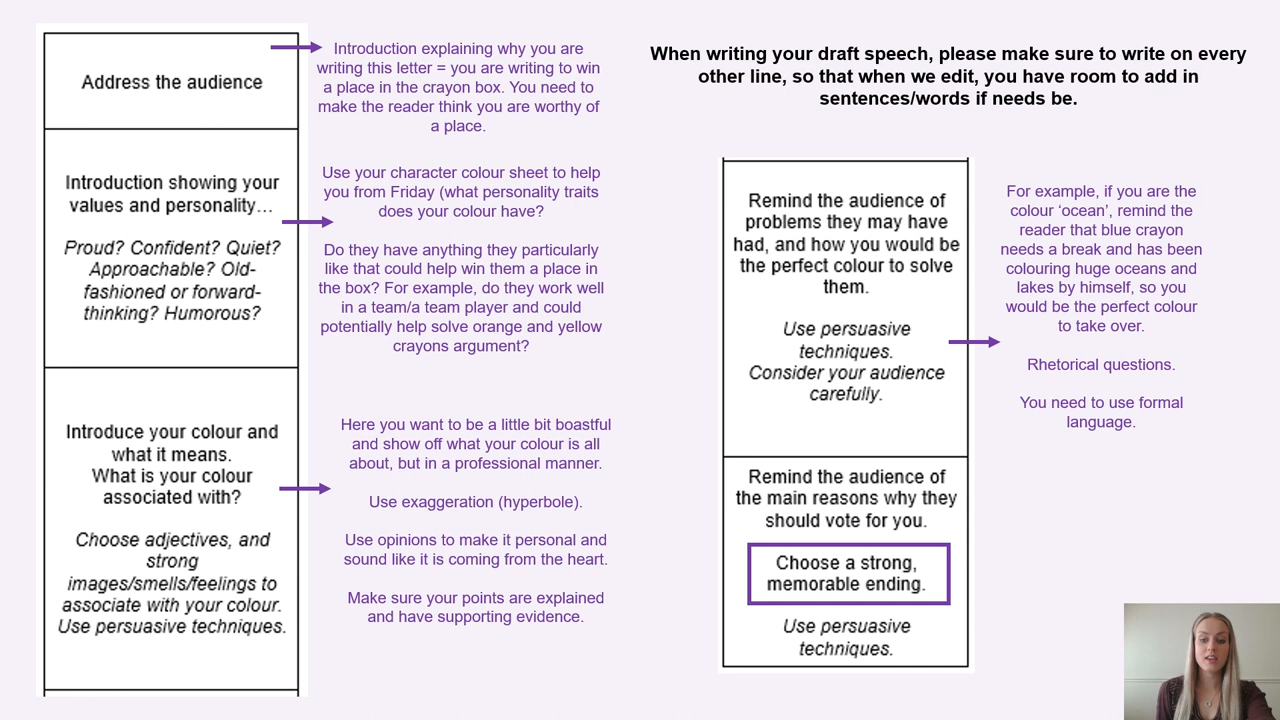 Address the audience
Introduction explaining why you are
writing this letter = you are writing to win
a place in the crayon box. You need to
make the reader think you are worthy of
a place.
Introduction showing your
values and personality…
Proud? Confident? Quiet?
Approachable? Old-
fashioned or forward-
thinking? Humorous?
Use your character colour sheet to help
you from Friday (what personality traits
does your colour have?
Do they have anything they particularly
like that could help win them a place in
the box? For example, do they work well
in a team/a team player and could
potentially help solve orange and yellow
crayons argument?
Introduce your colour and
what it means.
What is your colour
associated with?
Choose adjectives, and
strong
images/smells/feelings to
associate with your colour.
Use persuasive techniques.
Here you want to be a little bit boastful
and show off what your colour is all
about, but in a professional manner.
Use exaggeration (hyperbole).
Use opinions to make it personal and
sound like it is coming from the heart.
Make sure your points are explained
and have supporting evidence.
When writing your draft speech, please make sure to write on every
other line, so that when we edit, you have room to add in
sentences/words if needs be.
Remind the audience of
problems they may have
had, and how you would be
the perfect colour to solve
them.
Use persuasive
techniques.
Consider your audience
carefully.
For example, if you are the
colour ‘ocean’, remind the
reader that blue crayon
needs a break and has been
colouring huge oceans and
lakes by himself, so you
would be the perfect colour
to take over.
Rhetorical questions.
You need to use formal
language.
Remind the audience of
the main reasons why they
should vote for you.
Choose a strong,
memorable ending.
Use persuasive
techniques.